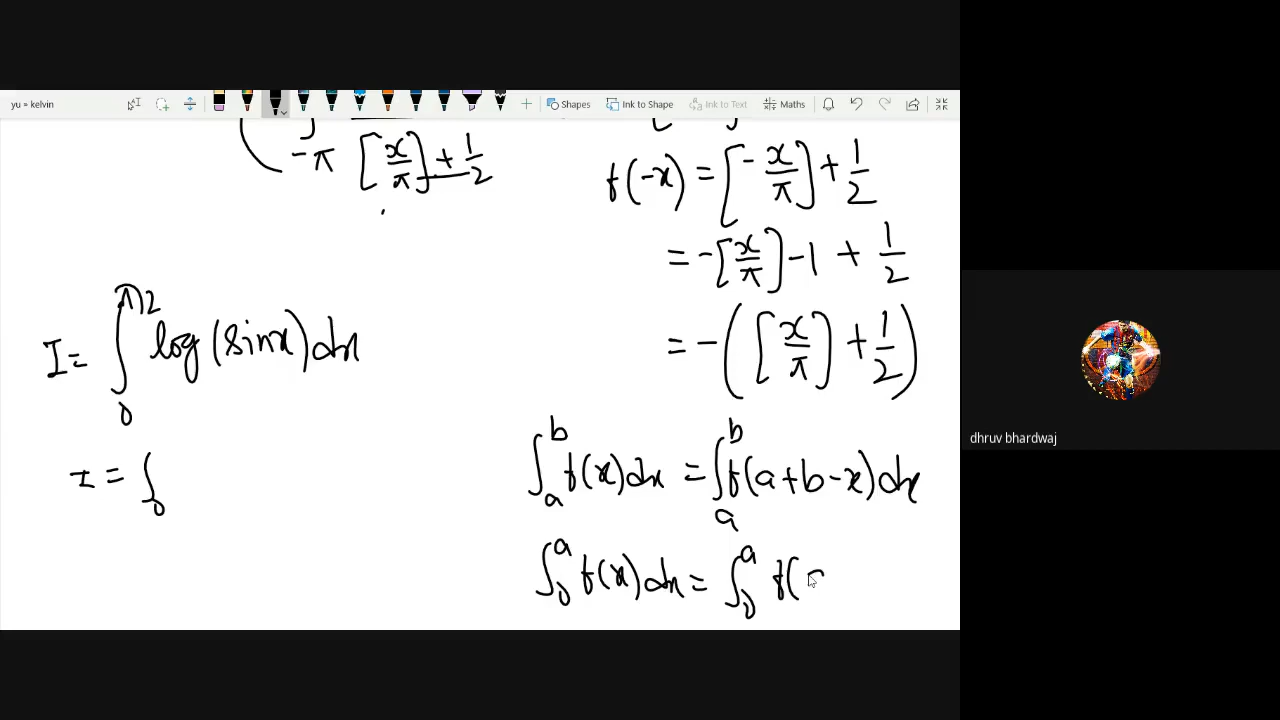 yu » kelvin
Shapes Ink to Shape Ink to Text Maths
-π [x/π] + 1/2
f(-x) = [-x/π] + 1/2
= -[x/π] - 1 + 1/2
= -([x/π] + 1/2)
I = ∫₀^(π/2) log(sinx)dx
I = ∫₀
∫ₐᵇ f(x)dx = ∫ₐᵇ f(a+b-x)dx
∫₀ᵃ f(x)dx = ∫₀ᵃ f(
dhruv bhardwaj